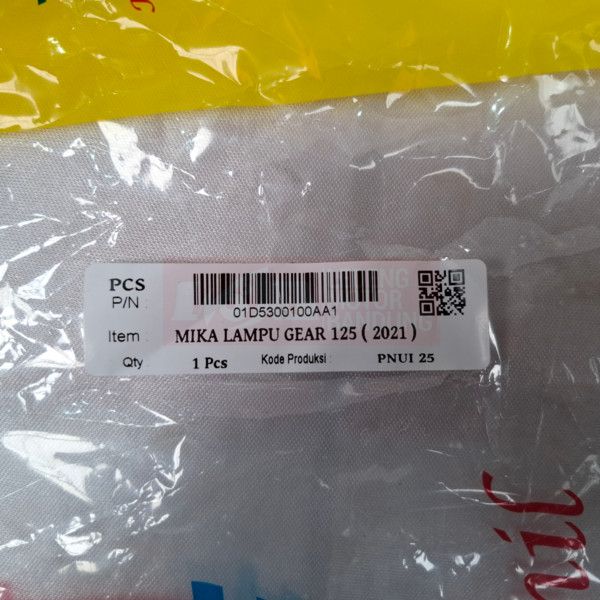 PCS
P/N :
01D5300100AA1
Item : MIKA LAMPU GEAR 125 ( 2021 )
Qty 1 Pcs Kode Produksi : PNUI 25